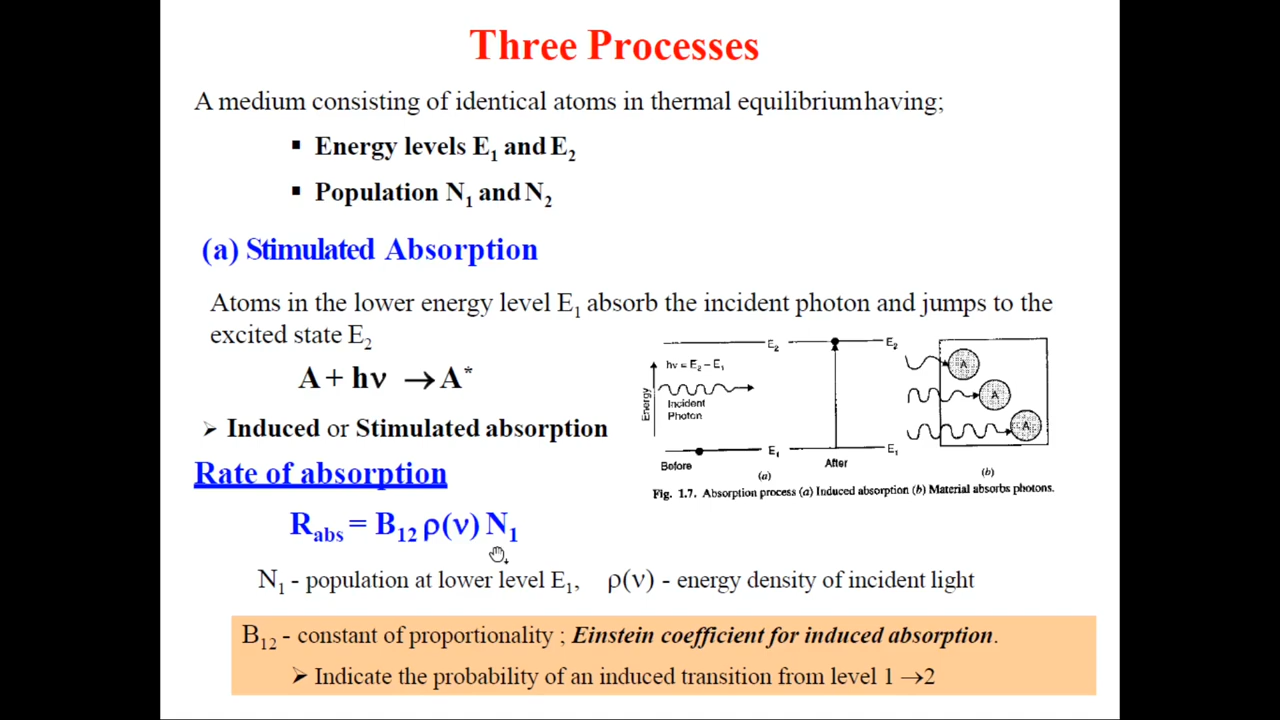 Three Processes
A medium consisting of identical atoms in thermal equilibrium having;
▪ Energy levels E₁ and E₂
▪ Population N₁ and N₂
(a) Stimulated Absorption
Atoms in the lower energy level E₁ absorb the incident photon and jumps to the
excited state E₂
A + hν → A*
➢ Induced or Stimulated absorption
Rate of absorption
R_abs = B₁₂ ρ(ν) N₁
E₂
E₂
hν = E₂ – E₁
Energy
Incident
Photon
A
A
A
E₁
E₁
Before
After
(a)
(b)
Fig. 1.7. Absorption process (a) Induced absorption (b) Material absorbs photons.
N₁ - population at lower level E₁, ρ(ν) - energy density of incident light
B₁₂ - constant of proportionality ; Einstein coefficient for induced absorption.
➢ Indicate the probability of an induced transition from level 1 →2